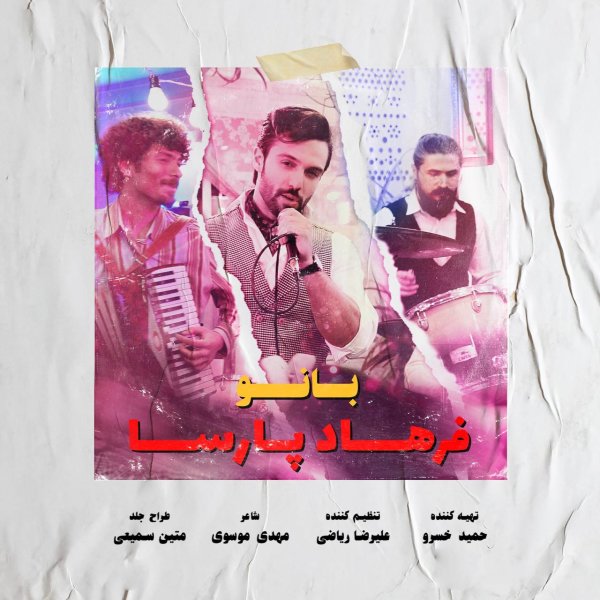 بانو
فرهاد پارسا
تهیه کننده تنظیم کننده شاعر طراح جلد
حمید خسرو علیرضا ریاضی مهدی موسوی متین سمیعی